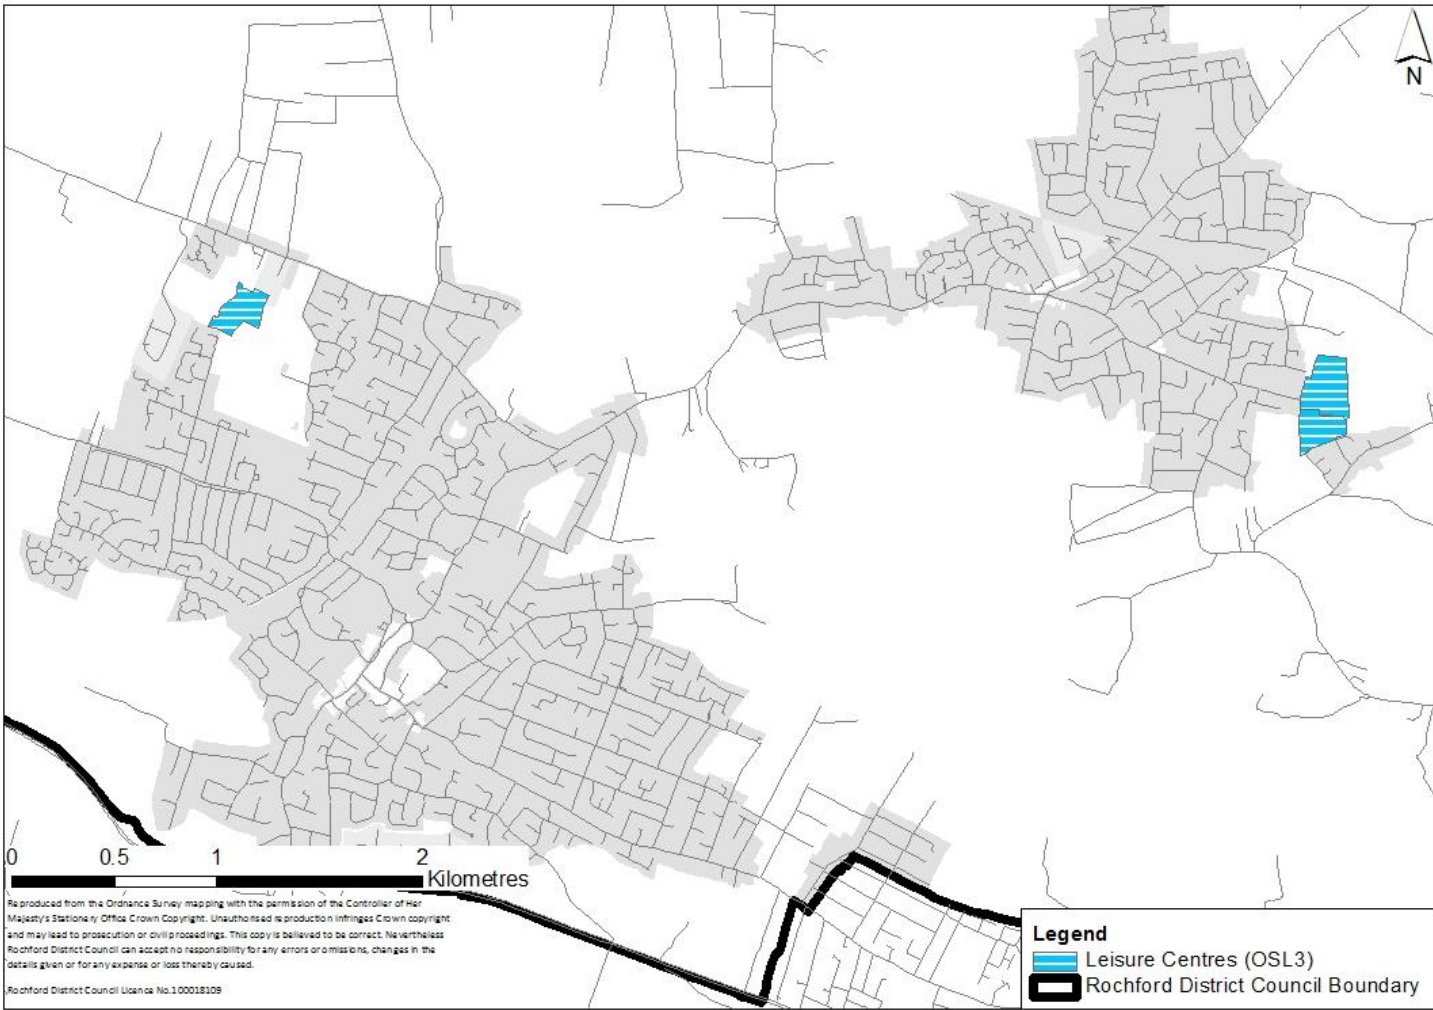 N
0 0.5 1 2
Kilometres
Reproduced from the Ordnance Survey mapping with the permission of the Controller of Her
Majesty's Stationery Office Crown Copyright. Unauthorised reproduction infringes Crown copyright
and may lead to prosecution or civil proceedings. This copy is believed to be correct. Nevertheless
Rochford District Council can accept no responsibility for any errors or omissions, changes in the
details given or for any expense or loss thereby caused.
Rochford District Council Licence No.100018109
Legend
Leisure Centres (OSL3)
Rochford District Council Boundary